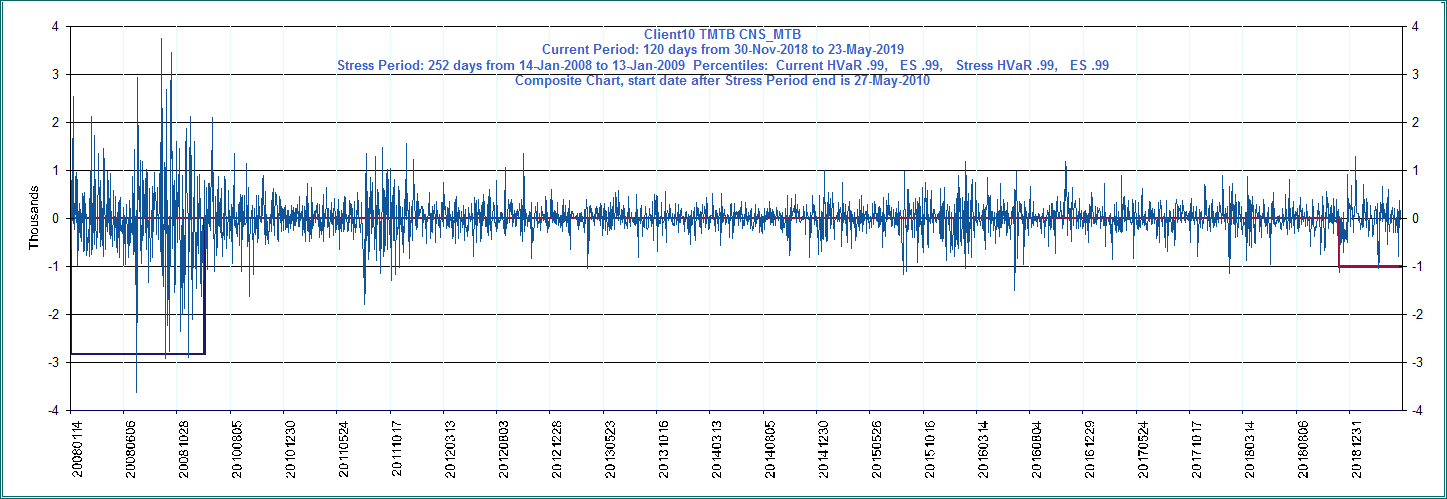 Client10 TMTB CNS_MTB
Current Period: 120 days from 30-Nov-2018 to 23-May-2019
Stress Period: 252 days from 14-Jan-2008 to 13-Jan-2009 Percentiles: Current HVaR .99, ES .99, Stress HVaR .99, ES .99
Composite Chart, start date after Stress Period end is 27-May-2010
4 4
3 3
2 2
1 1
0 0
-1 -1
-2 -2
-3 -3
-4 -4
Thousands
20080114 20080606 20081028 20100805 20101230 20110524 20111017 20120313 20120803 20121228 20130523 20131016 20140313 20140805 20141230 20150526 20151016 20160314 20160804 20161229 20170524 20171017 20180314 20180806 20181231